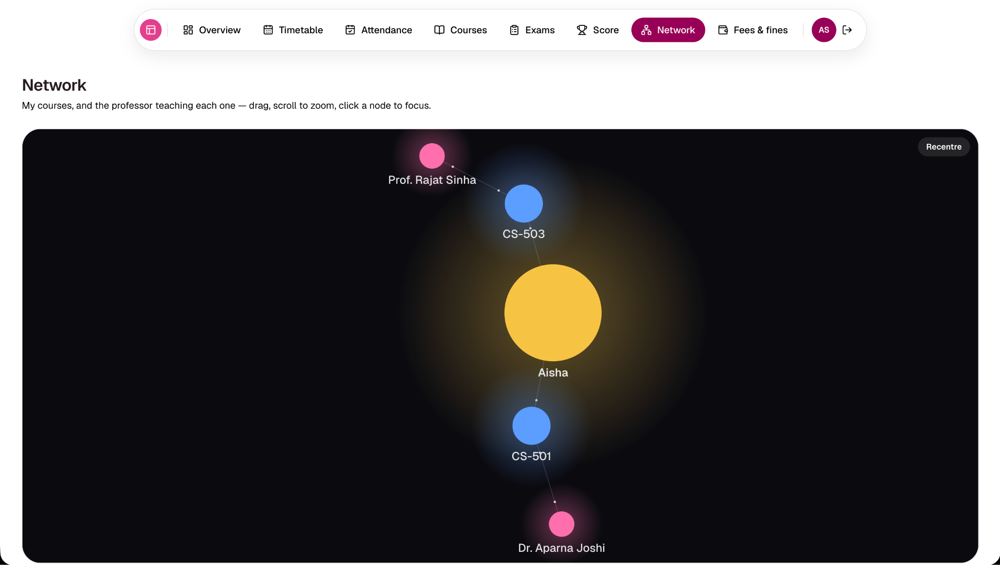 Overview
Timetable
Attendance
Courses
Exams
Score
Network
Fees & fines
AS
Network
My courses, and the professor teaching each one — drag, scroll to zoom, click a node to focus.
Recentre
Prof. Rajat Sinha
CS-503
Aisha
CS-501
Dr. Aparna Joshi